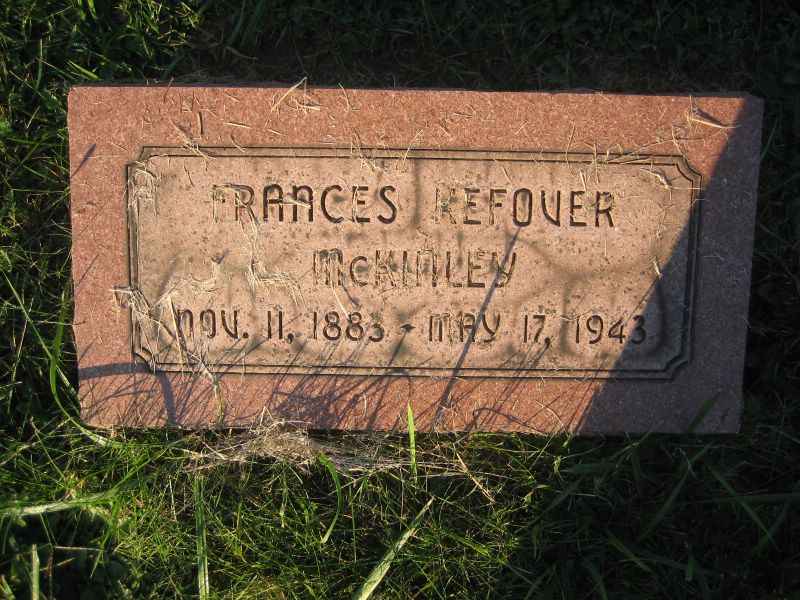 FRANCES KEFOVER
McKINLEY
NOV. 11, 1883 - MAY 17, 1943